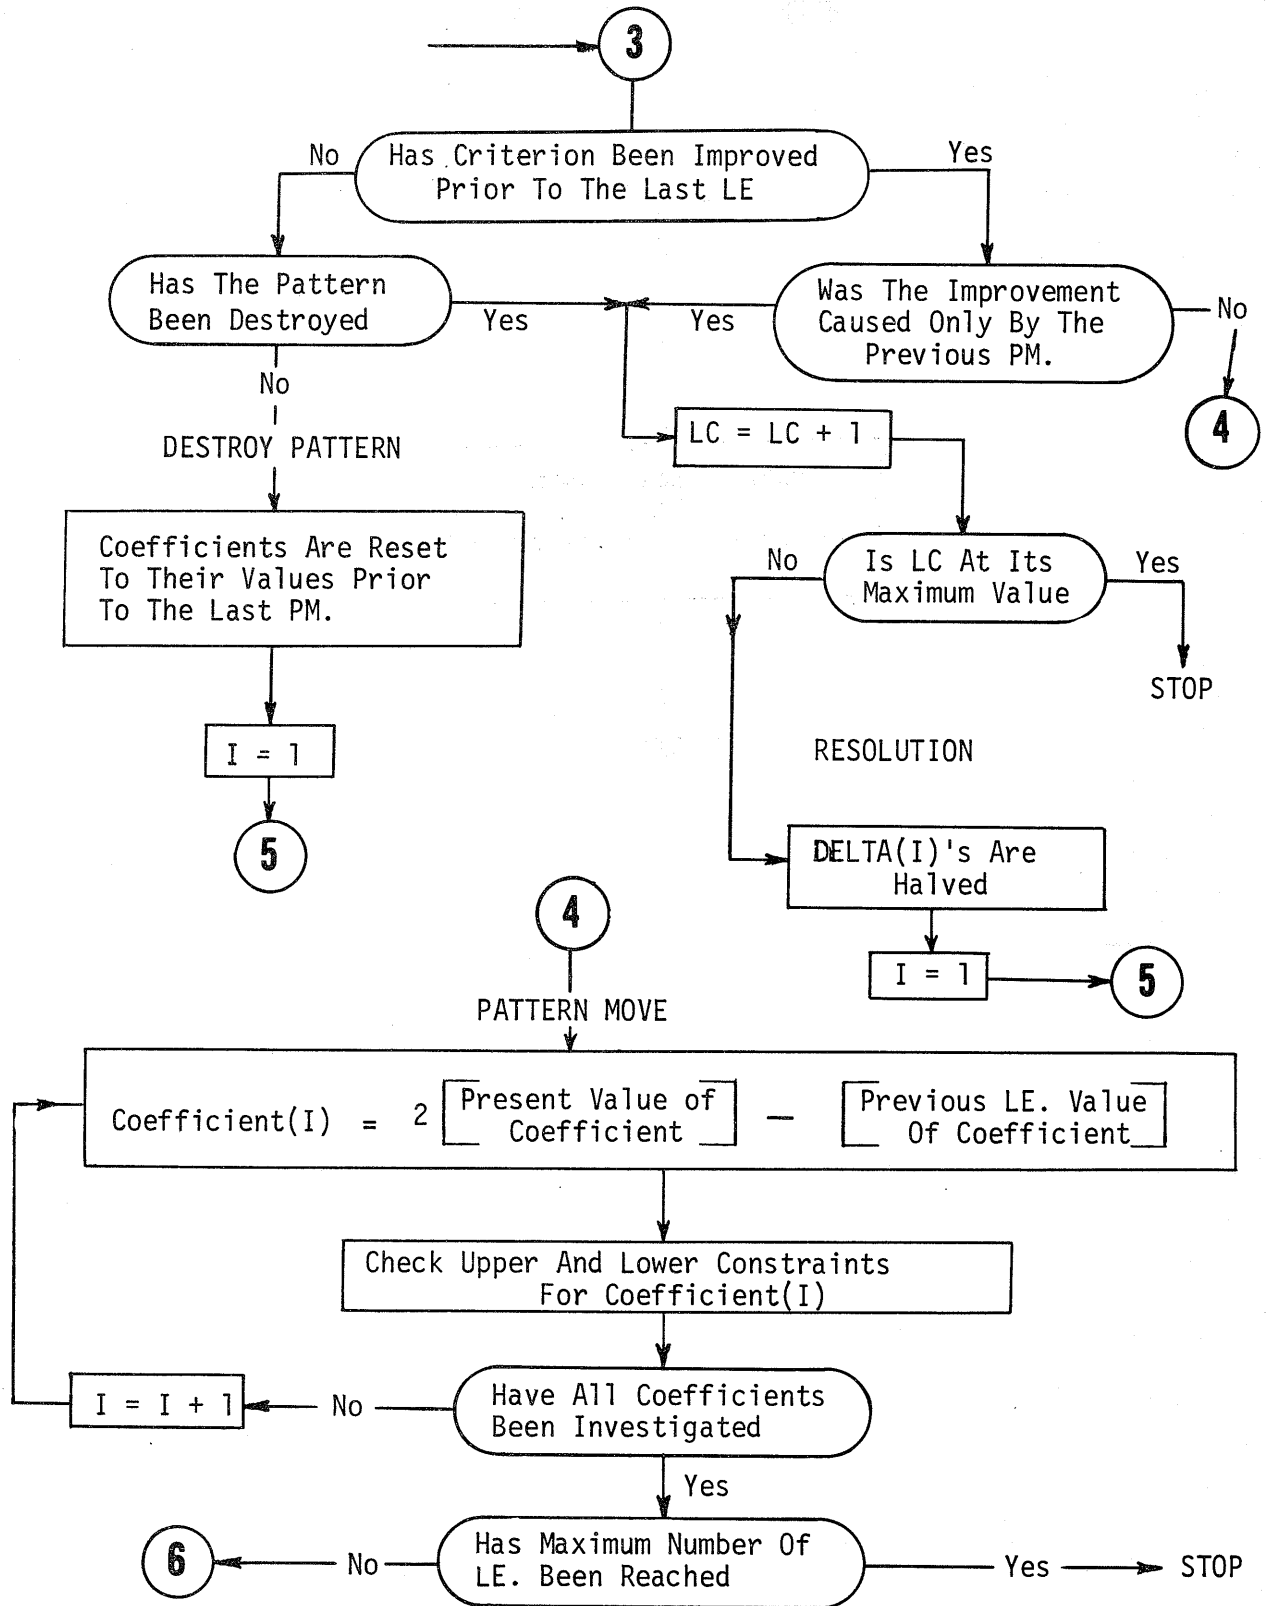 3
No
Has Criterion Been Improved
Prior To The Last LE
Yes
Has The Pattern
Been Destroyed
Yes
Yes
Was The Improvement
Caused Only By The
Previous PM.
No
4
No
DESTROY PATTERN
LC = LC + 1
Coefficients Are Reset
To Their Values Prior
To The Last PM.
No
Is LC At Its
Maximum Value
Yes
STOP
I = 1
5
RESOLUTION
DELTA(I)'s Are
Halved
I = 1
5
4
PATTERN MOVE
Coefficient(I) = 2 [Present Value of
Coefficient] — [Previous LE. Value
Of Coefficient]
Check Upper And Lower Constraints
For Coefficient(I)
I = I + 1
No
Have All Coefficients
Been Investigated
Yes
6
No
Has Maximum Number Of
LE. Been Reached
Yes
STOP